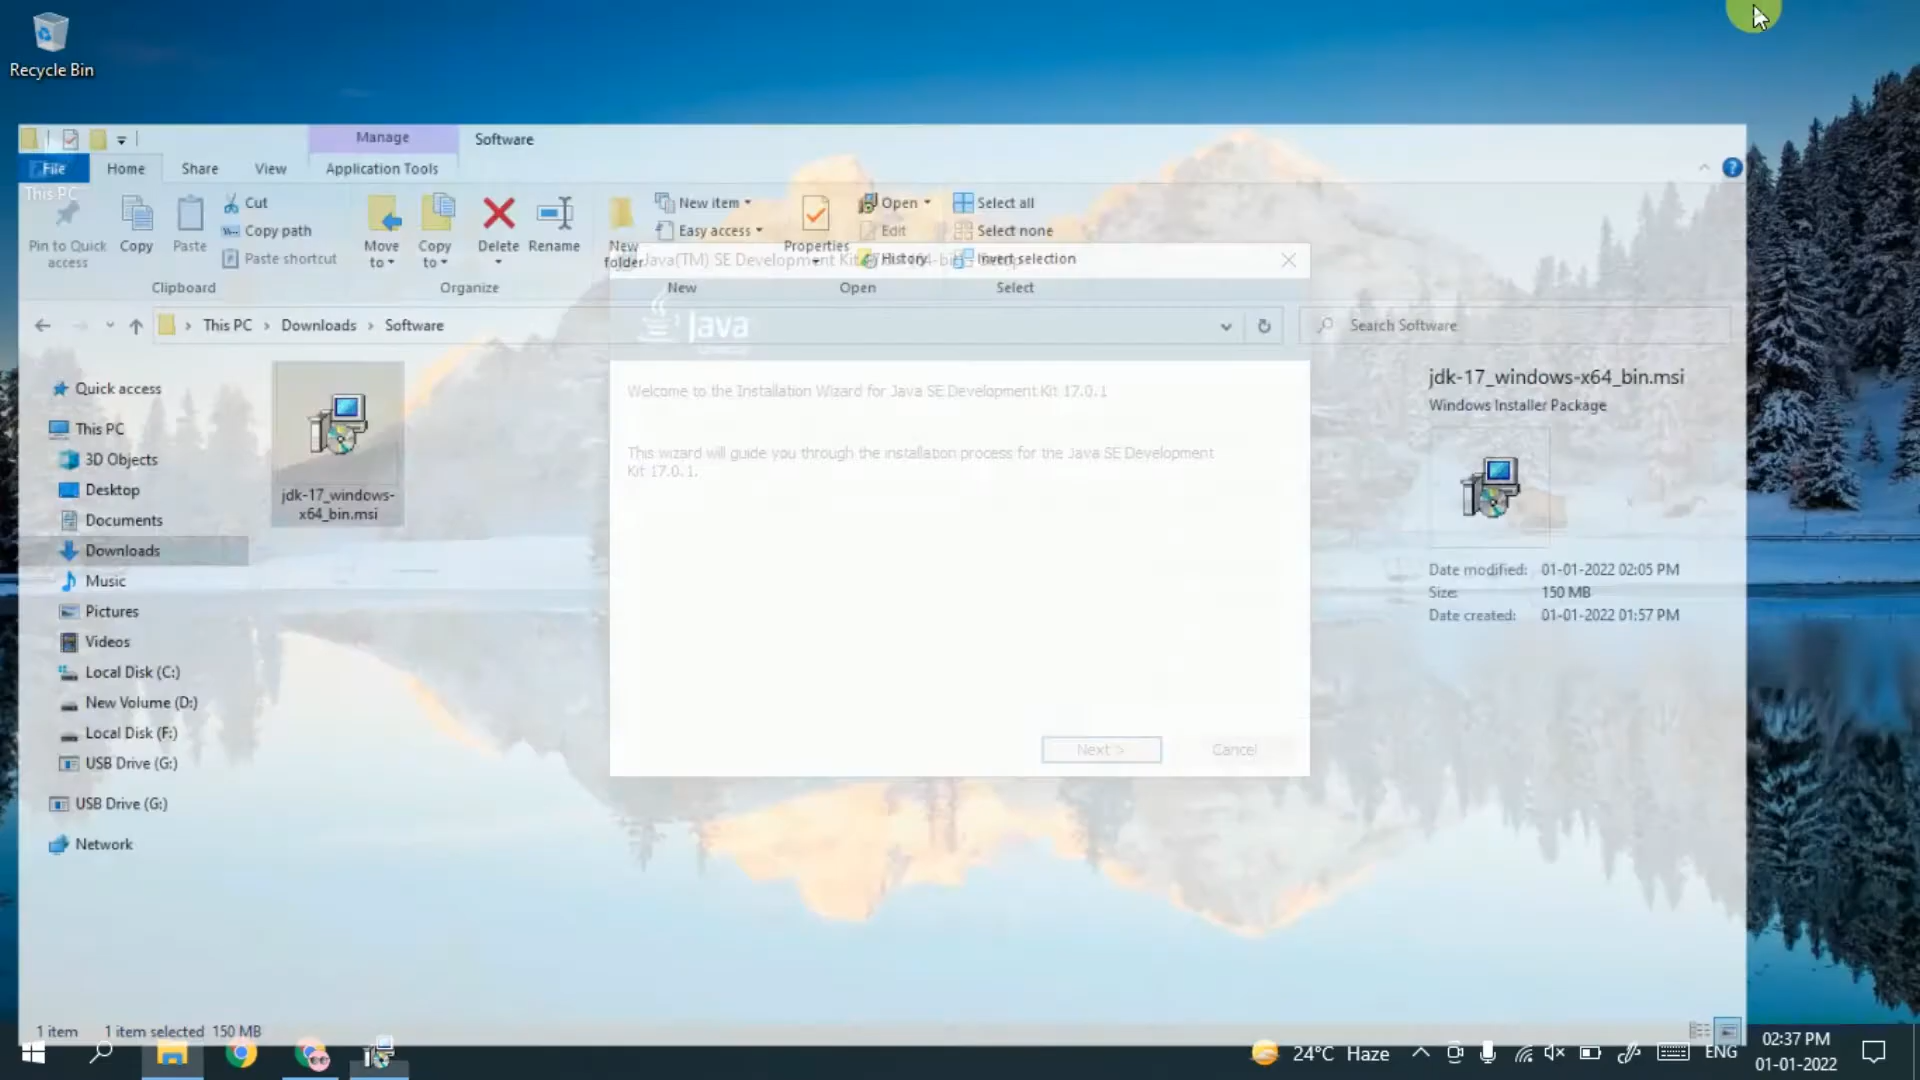 Recycle Bin
Manage
Software
File
Home
Share
View
Application Tools
This PC
Pin to Quick access
Copy
Paste
Cut
Copy path
Paste shortcut
Clipboard
Move to
Copy to
Delete
Rename
Organize
New folder
New item
Easy access
New
Properties
Open
Edit
History
Open
Select all
Select none
Invert selection
Select
Java(TM) SE Development Kit
This PC > Downloads > Software
Search Software
Java
Quick access
This PC
3D Objects
Desktop
Documents
Downloads
Music
Pictures
Videos
Local Disk (C:)
New Volume (D:)
Local Disk (F:)
USB Drive (G:)
USB Drive (G:)
Network
jdk-17_windows-
x64_bin.msi
Welcome to the Installation Wizard for Java SE Development Kit 17.0.1
This wizard will guide you through the installation process for the Java SE Development
Kit 17.0.1.
Next >
Cancel
jdk-17_windows-x64_bin.msi
Windows Installer Package
Date modified: 01-01-2022 02:05 PM
Size: 150 MB
Date created: 01-01-2022 01:57 PM
1 item
1 item selected 150 MB
24°C Haze
ENG
02:37 PM
01-01-2022